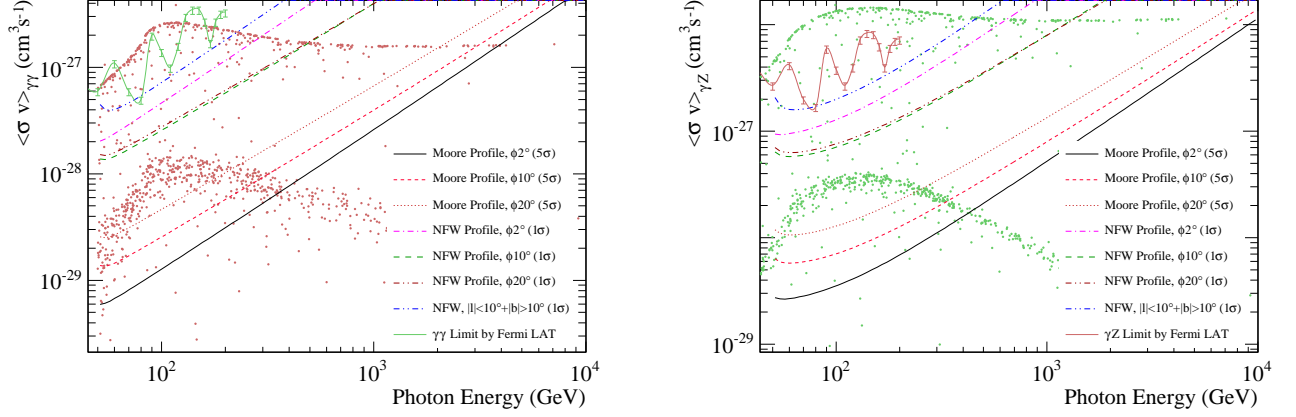 <σ v>γγ (cm³s⁻¹)
10⁻²⁷
10⁻²⁸
10⁻²⁹
Moore Profile, ϕ2° (5σ)
Moore Profile, ϕ10° (5σ)
Moore Profile, ϕ20° (5σ)
NFW Profile, ϕ2° (1σ)
NFW Profile, ϕ10° (1σ)
NFW Profile, ϕ20° (1σ)
NFW, |l|<10°+|b|>10° (1σ)
γγ Limit by Fermi LAT
10² 10³ 10⁴
Photon Energy (GeV)
<σ v>γZ (cm³s⁻¹)
10⁻²⁷
10⁻²⁸
10⁻²⁹
Moore Profile, ϕ2° (5σ)
Moore Profile, ϕ10° (5σ)
Moore Profile, ϕ20° (5σ)
NFW Profile, ϕ2° (1σ)
NFW Profile, ϕ10° (1σ)
NFW Profile, ϕ20° (1σ)
NFW, |l|<10°+|b|>10° (1σ)
γZ Limit by Fermi LAT
10² 10³ 10⁴
Photon Energy (GeV)